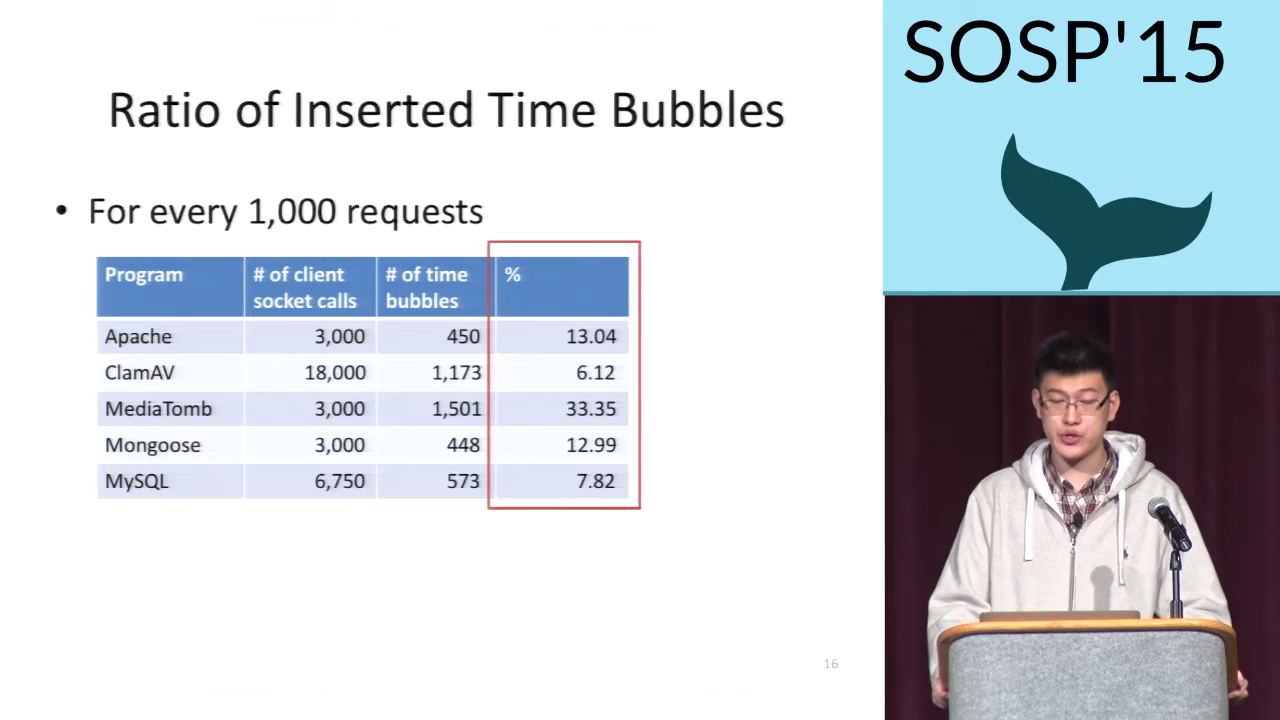 SOSP'15
Ratio of Inserted Time Bubbles
• For every 1,000 requests
Program # of client socket calls # of time bubbles %
Apache 3,000 450 13.04
ClamAV 18,000 1,173 6.12
MediaTomb 3,000 1,501 33.35
Mongoose 3,000 448 12.99
MySQL 6,750 573 7.82
16